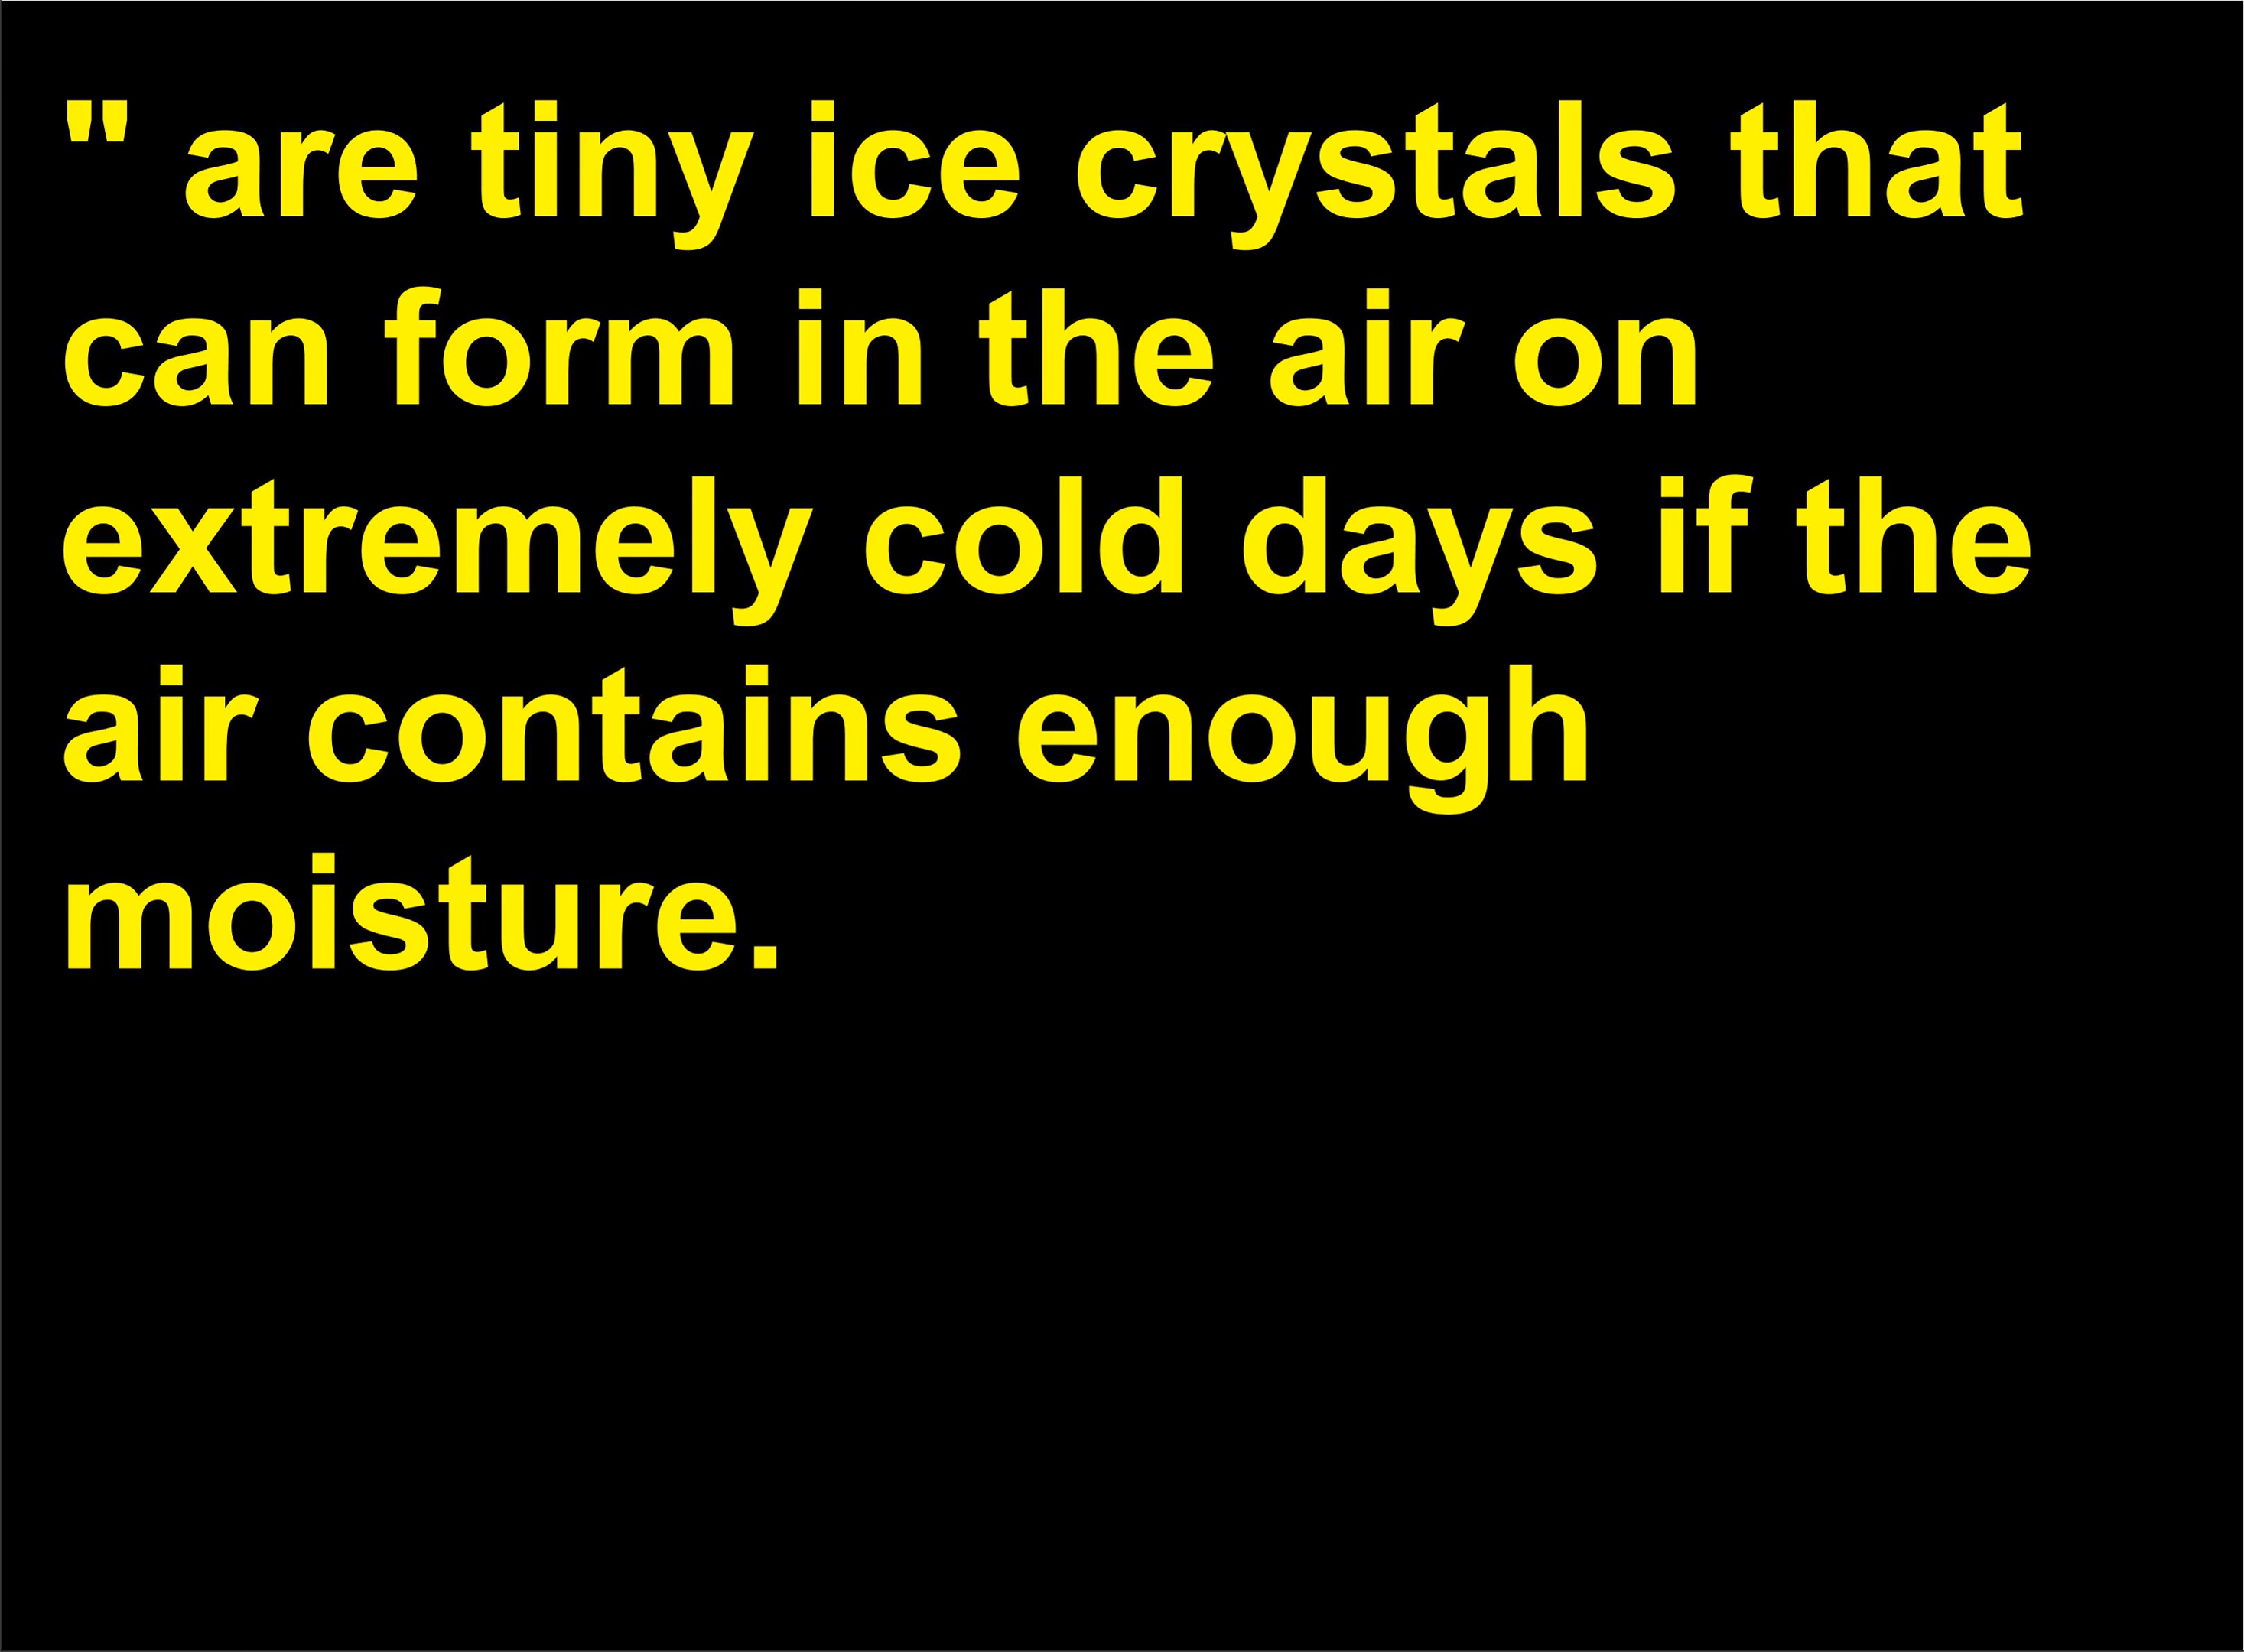 " are tiny ice crystals that
can form in the air on
extremely cold days if the
air contains enough
moisture.